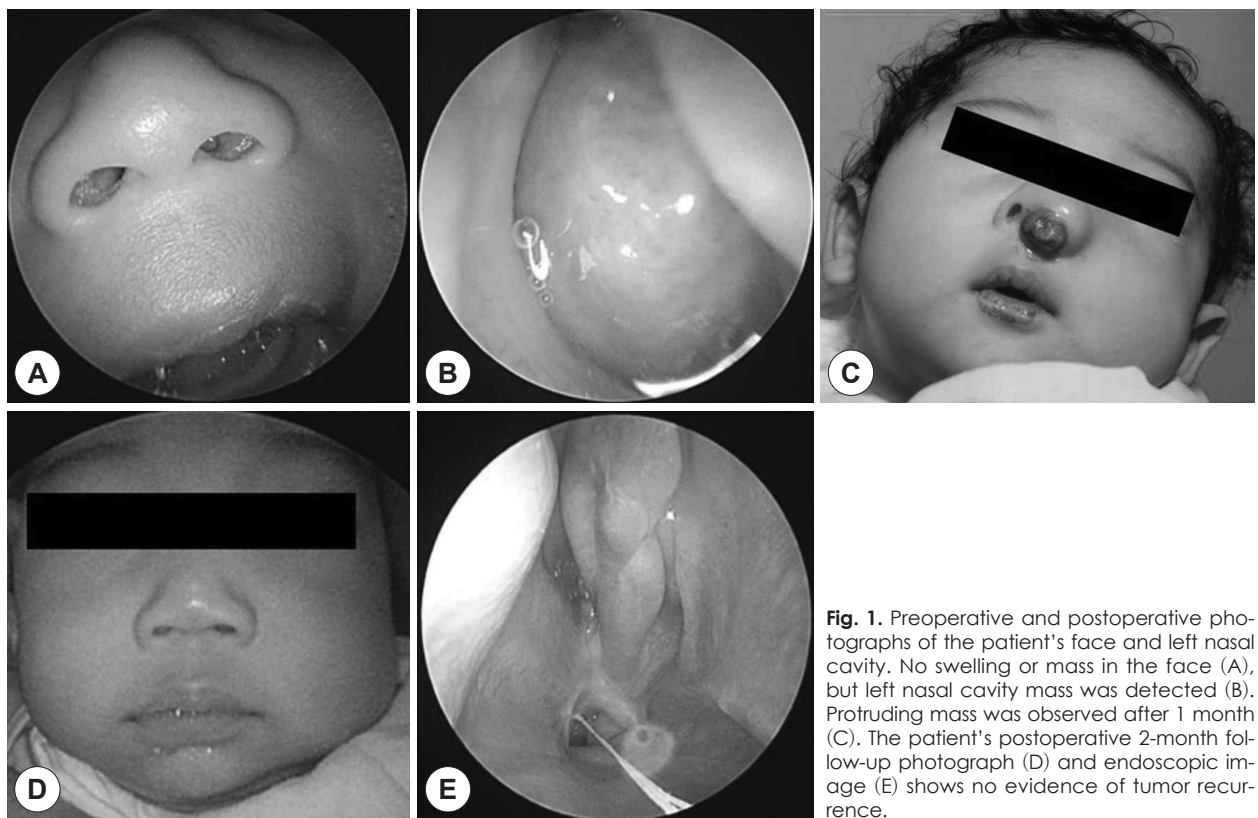 A
B
C
D
E
Fig. 1. Preoperative and postoperative pho-
tographs of the patient's face and left nasal
cavity. No swelling or mass in the face (A),
but left nasal cavity mass was detected (B).
Protruding mass was observed after 1 month
(C). The patient's postoperative 2-month fol-
low-up photograph (D) and endoscopic im-
age (E) shows no evidence of tumor recur-
rence.